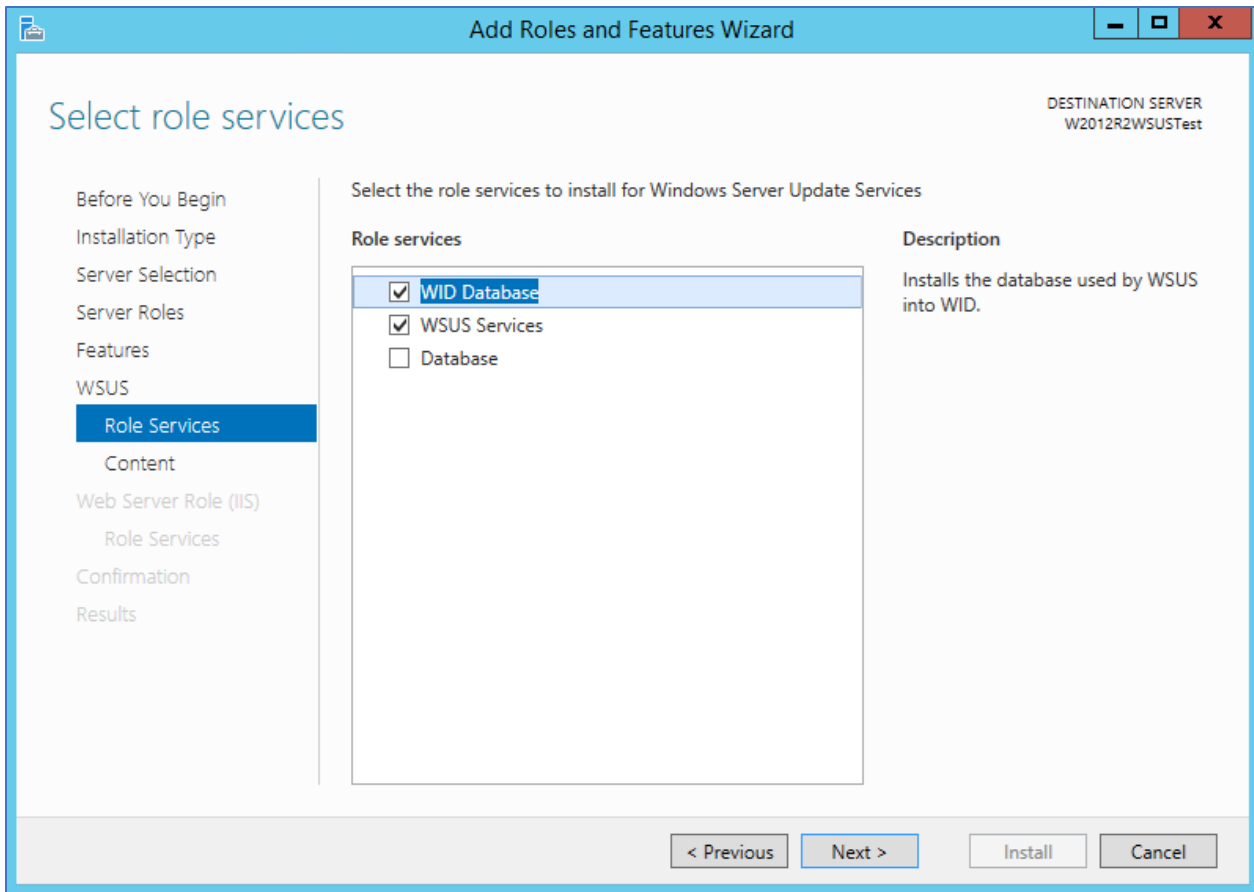 Add Roles and Features Wizard
Select role services
DESTINATION SERVER
W2012R2WSUSTest
Before You Begin
Installation Type
Server Selection
Server Roles
Features
WSUS
Role Services
Content
Web Server Role (IIS)
Role Services
Confirmation
Results
Select the role services to install for Windows Server Update Services
Role services
WID Database
WSUS Services
Database
Description
Installs the database used by WSUS
into WID.
< Previous
Next >
Install
Cancel